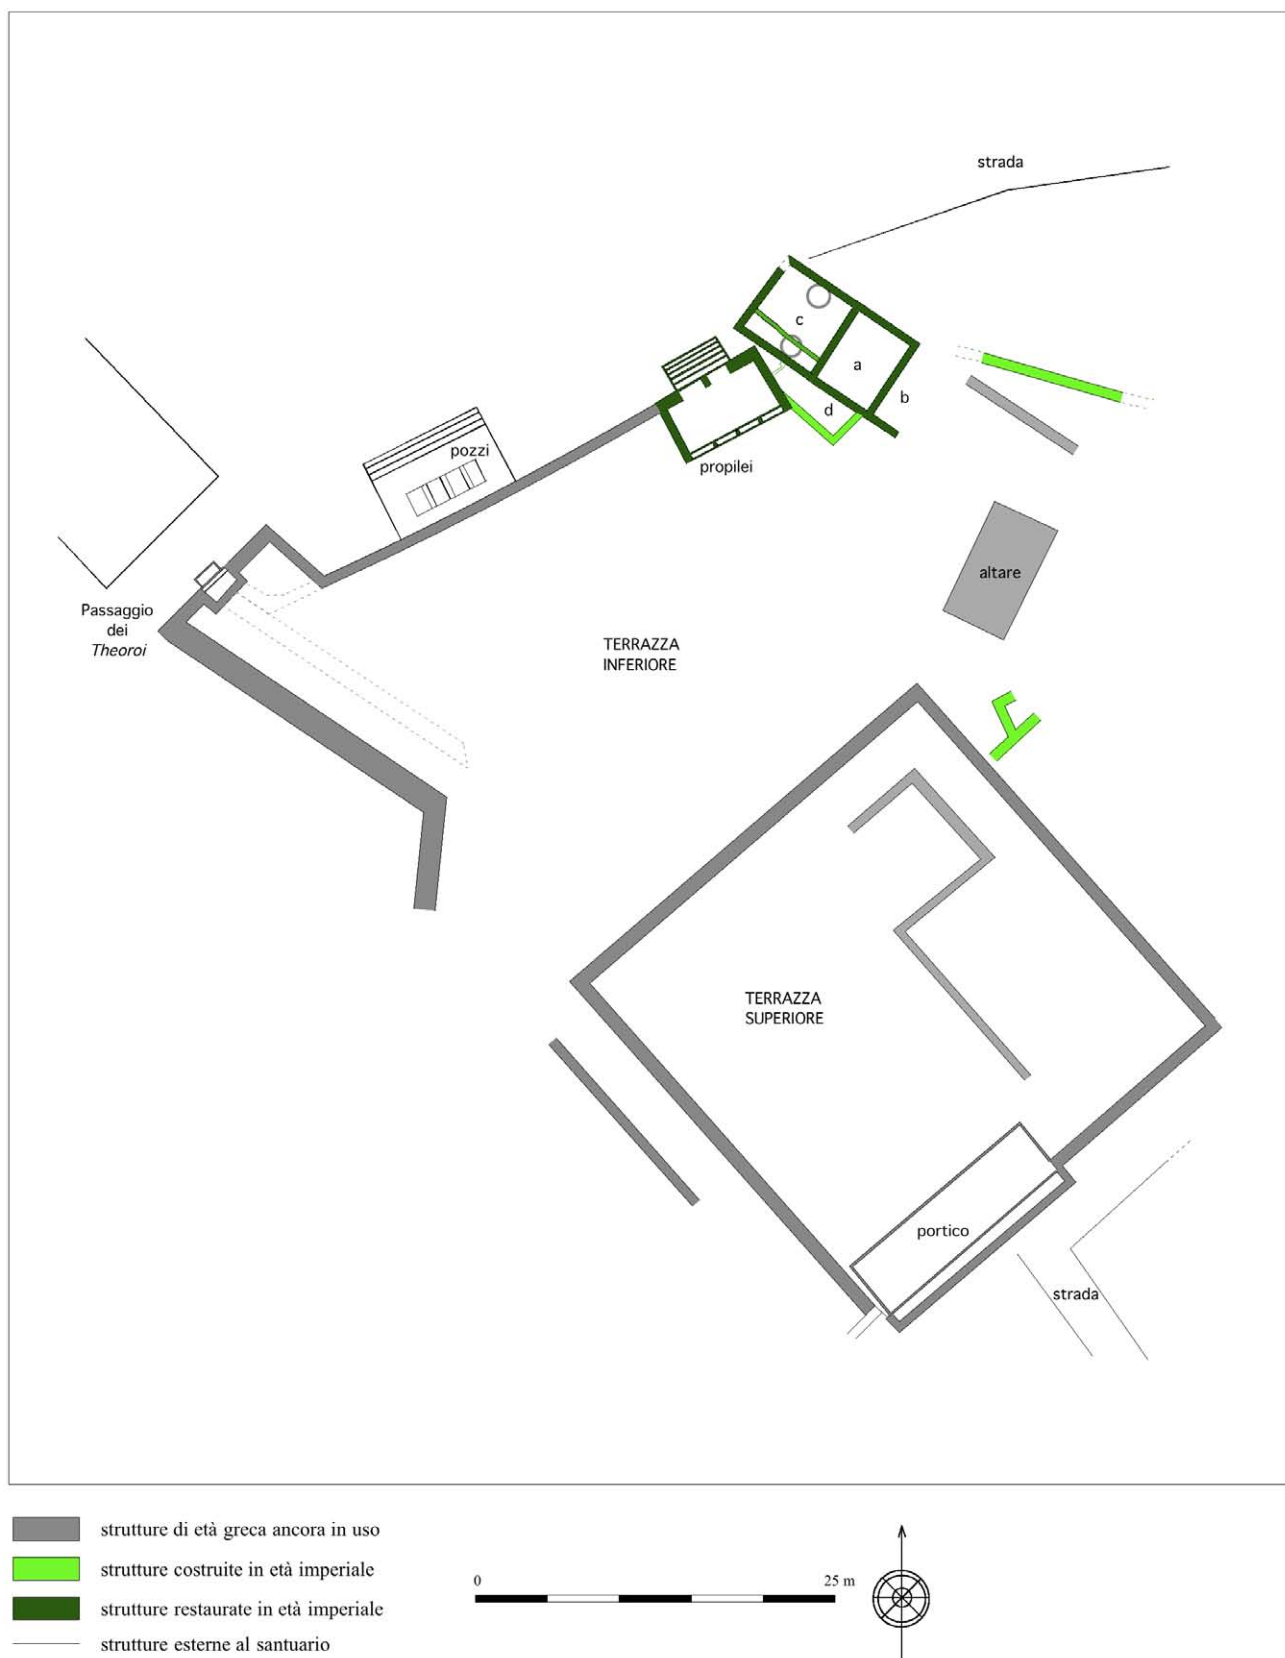 strada
c
a
b
d
propilei
pozzi
altare
Passaggio
dei
Theoroi
TERRAZZA
INFERIORE
TERRAZZA
SUPERIORE
portico
strada
strutture di età greca ancora in uso
strutture costruite in età imperiale
strutture restaurate in età imperiale
strutture esterne al santuario
0 25 m